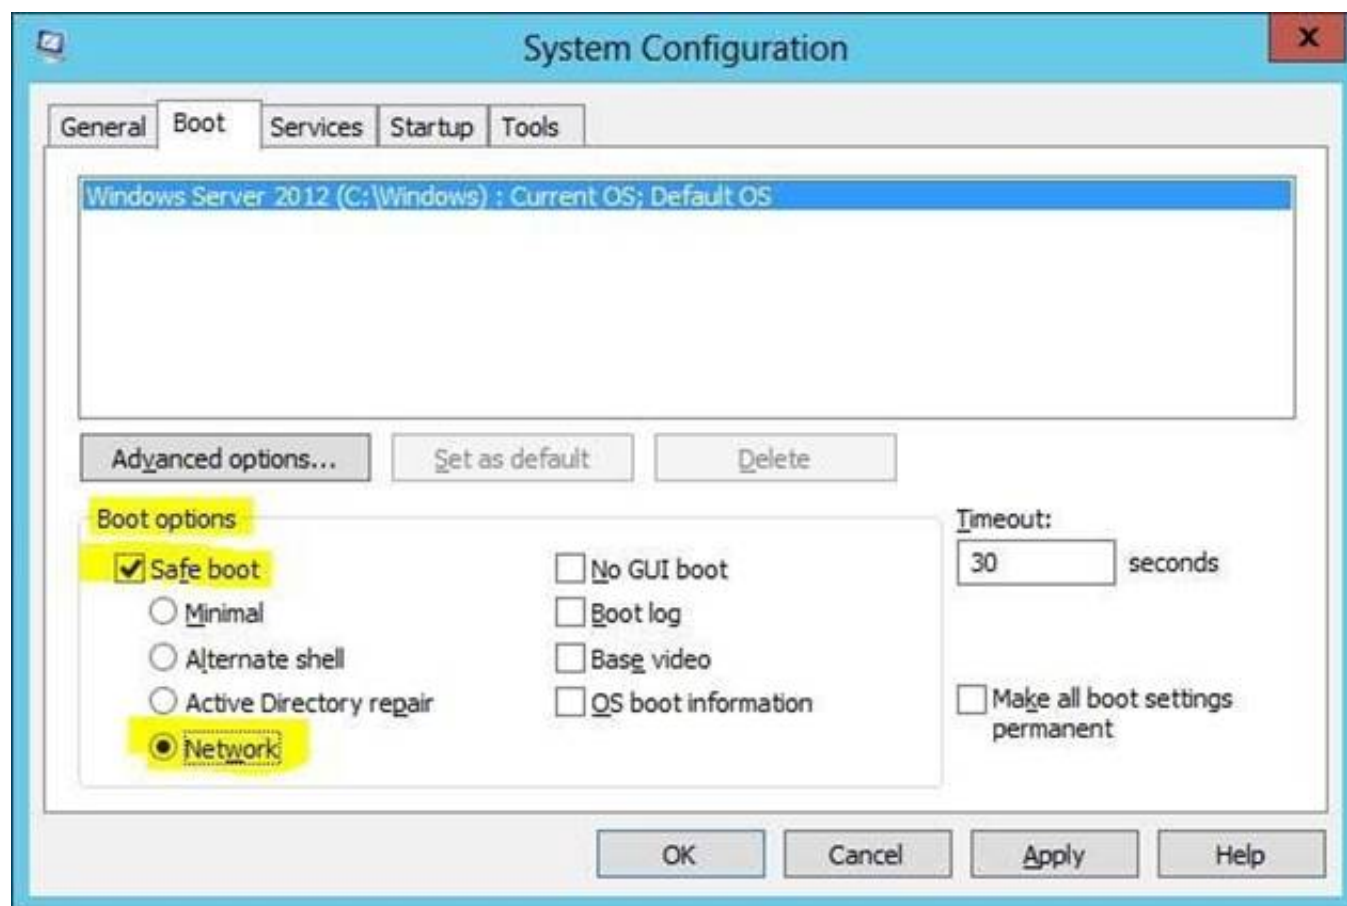 System Configuration
x
General Boot Services Startup Tools
Windows Server 2012 (C:\Windows) : Current OS; Default OS
Advanced options... Set as default Delete
Boot options
Timeout:
Safe boot No GUI boot 30 seconds
Minimal Boot log
Alternate shell Base video
Active Directory repair OS boot information Make all boot settings
permanent
Network
OK Cancel Apply Help